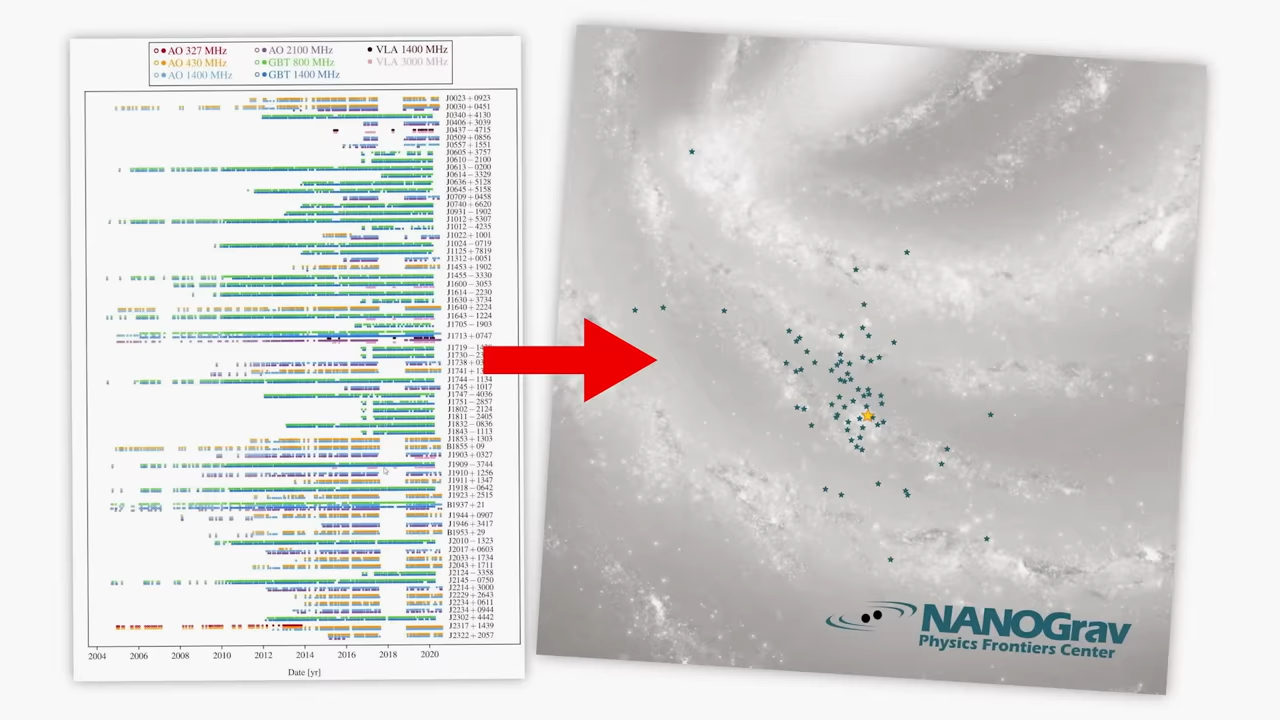 AO 327 MHz AO 2100 MHz VLA 1400 MHz
AO 430 MHz GBT 800 MHz VLA 3000 MHz
AO 1400 MHz GBT 1400 MHz
J0023+0923
J0030+0451
J0340+4130
J0406+3039
J0437−4715
J0509+0856
J0557+1551
J0605+3757
J0610−2100
J0613−0200
J0614−3329
J0636+5128
J0645+5158
J0709+0458
J0740+6620
J0931−1902
J1012+5307
J1012−4235
J1022+1001
J1024−0719
J1125+7819
J1312+0051
J1453+1902
J1455−3330
J1600−3053
J1614−2230
J1630+3734
J1640+2224
J1643−1224
J1705−1903
J1713+0747
J1744−1134
J1745+1017
J1747−4036
J1751−2857
J1802−2124
J1811−2405
J1832−0836
J1843−1113
J1853+1303
B1855+09
J1903+0327
J1909−3744
J1910+1256
J1911+1347
J1918−0642
J1923+2515
B1937+21
J1944+0907
J1946+3417
B1953+29
J2010−1323
J2017+0603
J2033+1734
J2043+1711
J2124−3358
J2145−0750
J2214+3000
J2229+2643
J2234+0611
J2234+0944
J2302+4442
J2317+1439
J2322+2057
2004 2006 2008 2010 2012 2014 2016 2018 2020
Date [yr]
NANOGrav
Physics Frontiers Center